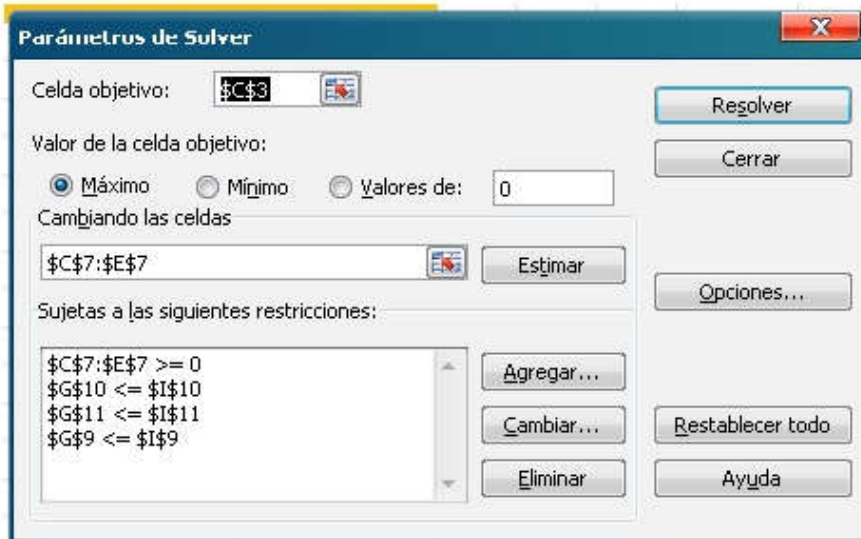 Parámetros de Solver
Celda objetivo: $C$3
Resolver
Valor de la celda objetivo:
Cerrar
Máximo Mínimo Valores de: 0
Cambiando las celdas
$C$7:$E$7 Estimar
Opciones...
Sujetas a las siguientes restricciones:
$C$7:$E$7 >= 0
$G$10 <= $I$10
$G$11 <= $I$11
$G$9 <= $I$9
Agregar...
Cambiar... Restablecer todo
Eliminar Ayuda